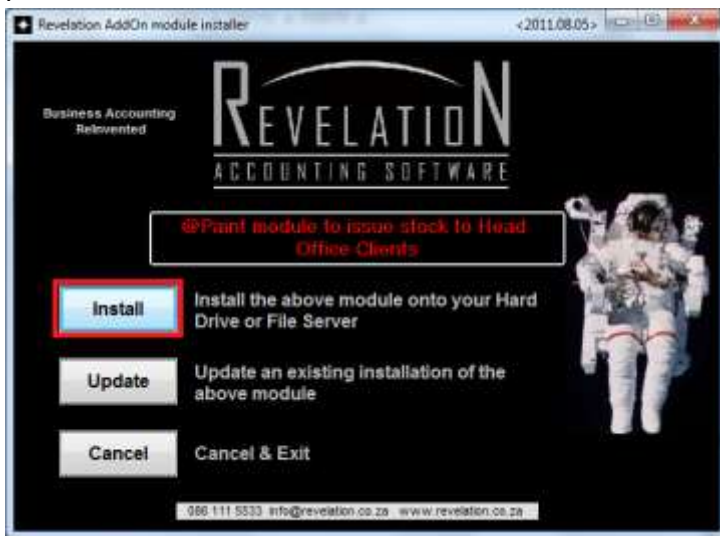 Revelation AddOn module installer
<2011.08.05>
Business Accounting
ReInvented
REVELATION
ACCOUNTING SOFTWARE
@Paint module to issue stock to Head
Office Clients
Install
Install the above module onto your Hard
Drive or File Server
Update
Update an existing installation of the
above module
Cancel
Cancel & Exit
086 111 5533 info@revelation.co.za www.revelation.co.za